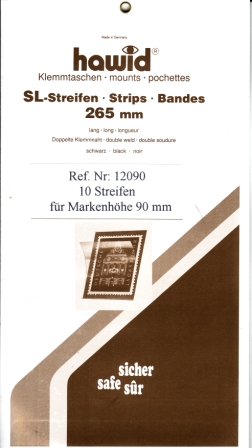 Made in Germany
hawid®
Klemmtaschen · mounts · pochettes
SL-Streifen · Strips · Bandes
265 mm
lang · long · longueur
Doppelte Klemmnaht · double weld · double soudure
schwarz · black · noir
Ref. Nr: 12090
10 Streifen
für Markenhöhe 90 mm
sicher
safe
sûr